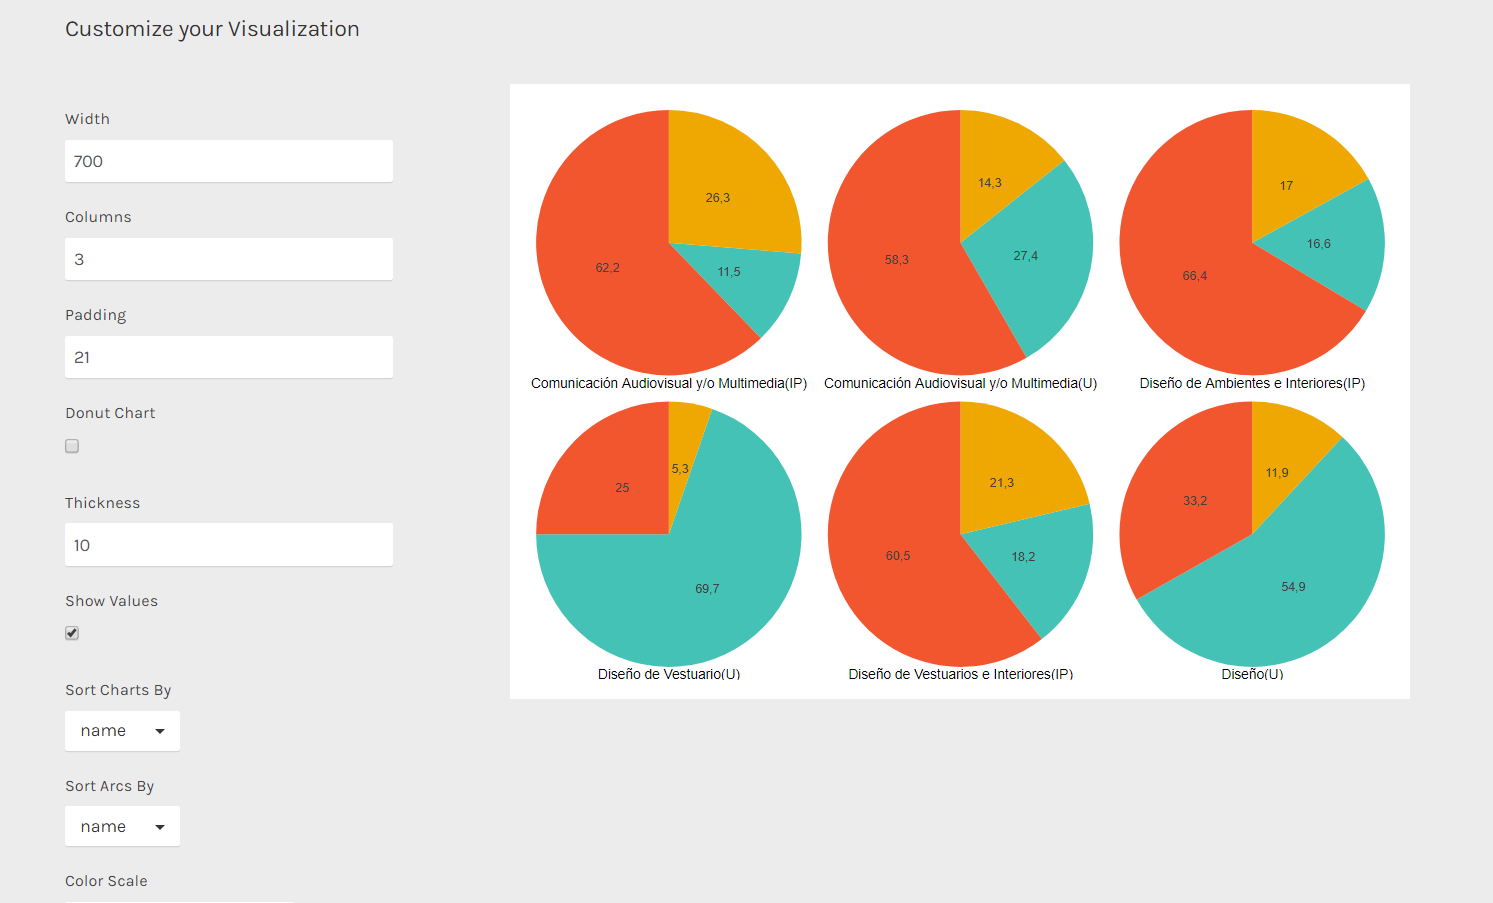 Customize your Visualization
Width
700
Columns
3
Padding
21
Donut Chart
Thickness
10
Show Values
Sort Charts By
name
Sort Arcs By
name
Color Scale
26,3
11,5
62,2
Comunicación Audiovisual y/o Multimedia(IP)
14,3
27,4
58,3
Comunicación Audiovisual y/o Multimedia(U)
17
16,6
66,4
Diseño de Ambientes e Interiores(IP)
5,3
25
69,7
Diseño de Vestuario(U)
21,3
18,2
60,5
Diseño de Vestuarios e Interiores(IP)
11,9
33,2
54,9
Diseño(U)